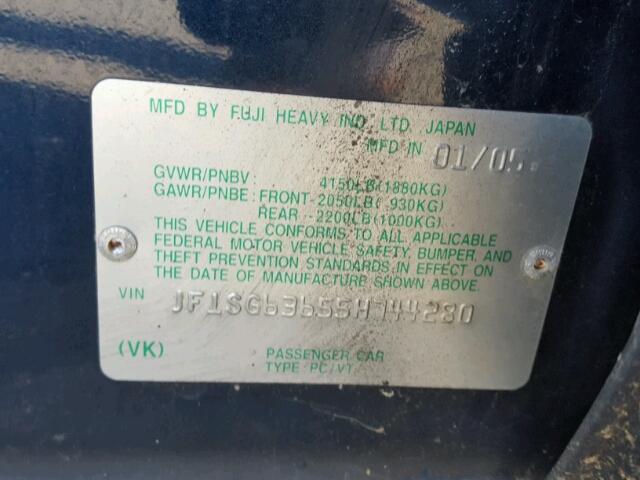 MFD BY FUJI HEAVY IND. LTD. JAPAN
MFD IN 01/05
GVWR/PNBV : 4150LB(1880KG)
GAWR/PNBE : FRONT-2050LB( 930KG)
REAR -2200LB(1000KG)
THIS VEHICLE CONFORMS TO ALL APPLICABLE
FEDERAL MOTOR VEHICLE SAFETY, BUMPER, AND
THEFT PREVENTION STANDARDS IN EFFECT ON
THE DATE OF MANUFACTURE SHOWN ABOVE.
VIN JF1SG63655H744280
(VK) PASSENGER CAR
TYPE PC/VT